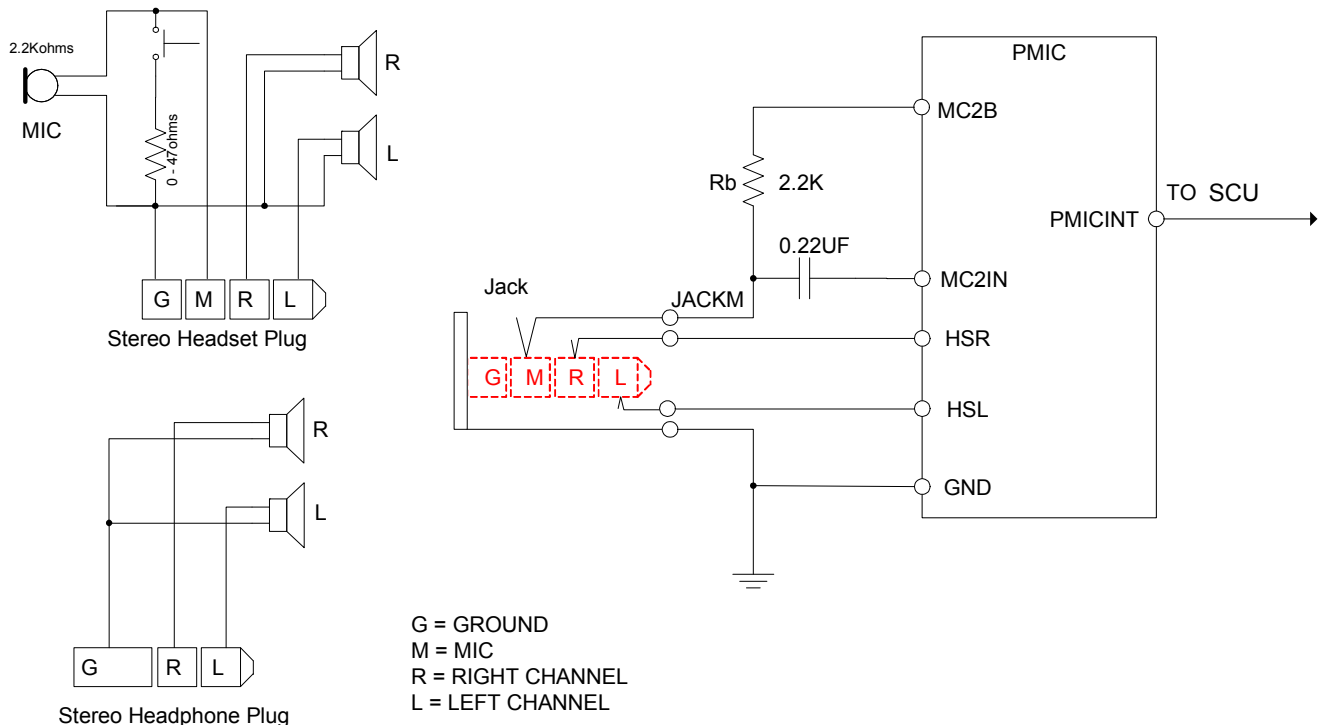 2.2Kohms
MIC
0 - 47ohms
R
L
G M R L
Stereo Headset Plug
R
L
G R L
Stereo Headphone Plug
G = GROUND
M = MIC
R = RIGHT CHANNEL
L = LEFT CHANNEL
Jack
JACKM
G M R L
Rb 2.2K
0.22UF
PMIC
MC2B
MC2IN
HSR
HSL
GND
PMICINT
TO SCU